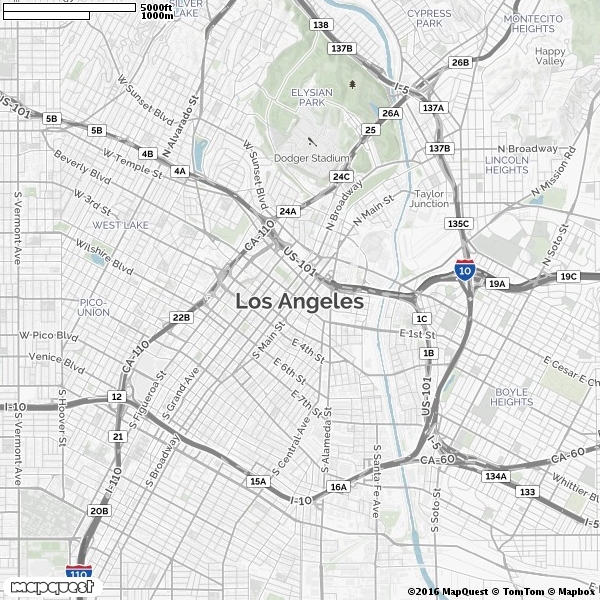 5000ft
1000m
SILVER
LAKE
138
137B
CYPRESS
PARK
MONTECITO
HEIGHTS
Happy
Valley
26B
I-5
ELYSIAN
PARK
26A
137A
25
137B
W-Sunset Blvd
N Alvarado St
US-101
5B
5B
4B
4A
Beverly Blvd
W-Temple St
W Sunset Blvd
Dodger Stadium
24C
24A
N Broadway
N Broadway
N Main St
N Mission Rd
LINCOLN
HEIGHTS
Taylor
Junction
135C
S Vermont Ave
W-3rd St
WEST LAKE
Wilshire Blvd
CA-110
US-101
N-Soto St
10
19A
19C
Los Angeles
PICO-
UNION
22B
S Main St
1C
E 1st St
1B
W-Pico Blvd
Venice Blvd
CA-110
E 4th St
E 6th St
E 7th St
US-101
E Cesar E Ch
BOYLE
HEIGHTS
I-10
12
S Figueroa St
S Grand Ave
S Hoover St
S Vermont Ave
21
I-110
S Broadway
S Central Ave
S Alameda St
S Santa Fe Ave
I-5
CA-60
CA-60
134A
133
Whittier Blvd
15A
I-10
16A
S Soto St
20B
I-5
110
mapquest
©2016 MapQuest © TomTom © Mapbox